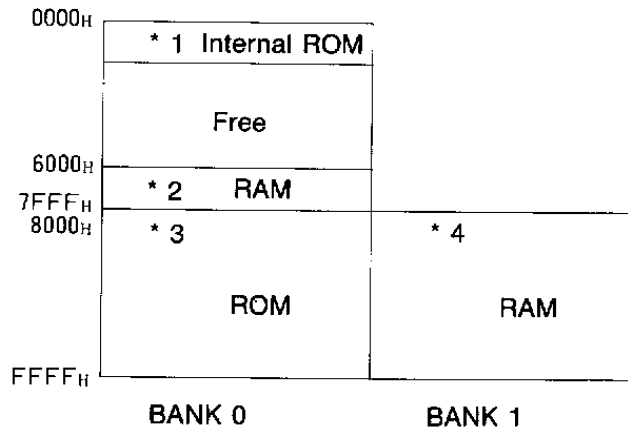 0000H
* 1 Internal ROM
Free
6000H
* 2 RAM
7FFFH
8000H
* 3
* 4
ROM
RAM
FFFFH
BANK 0
BANK 1